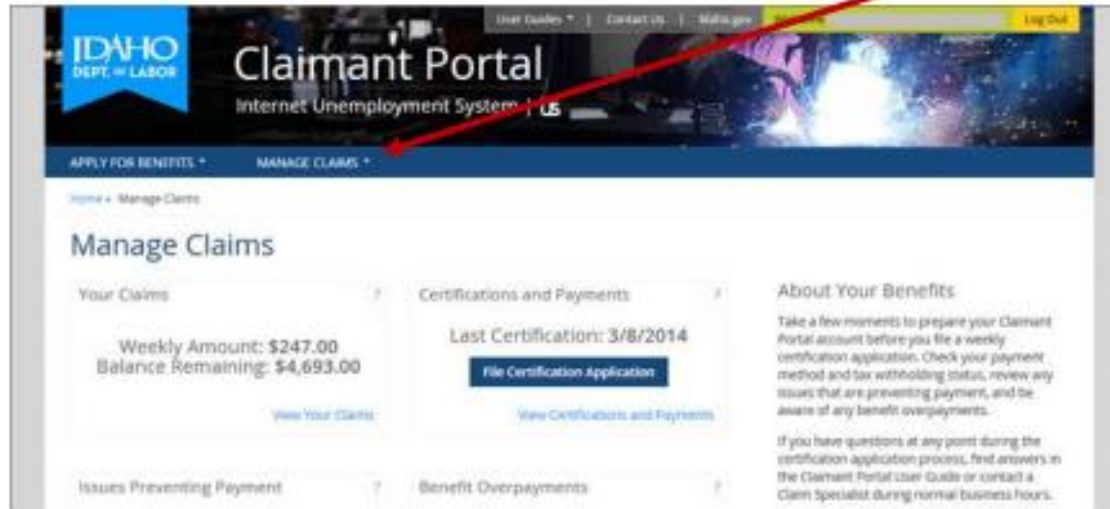 User Guides | Contact Us | Idaho.gov
Log Out
IDAHO
DEPT. OF LABOR
Claimant Portal
Internet Unemployment System | US
APPLY FOR BENEFITS
MANAGE CLAIMS
Home » Manage Claims
Manage Claims
Your Claims ?
Weekly Amount: $247.00
Balance Remaining: $4,693.00
View Your Claims
Certifications and Payments ?
Last Certification: 3/8/2014
File Certification Application
View Certifications and Payments
Issues Preventing Payment ?
Benefit Overpayments ?
About Your Benefits
Take a few moments to prepare your Claimant
Portal account before you file a weekly
certification application. Check your payment
method and tax withholding status, review any
issues that are preventing payment, and be
aware of any benefit overpayments.
If you have questions at any point during the
certification application process, find answers in
the Claimant Portal User Guide or contact a
Claim Specialist during normal business hours.